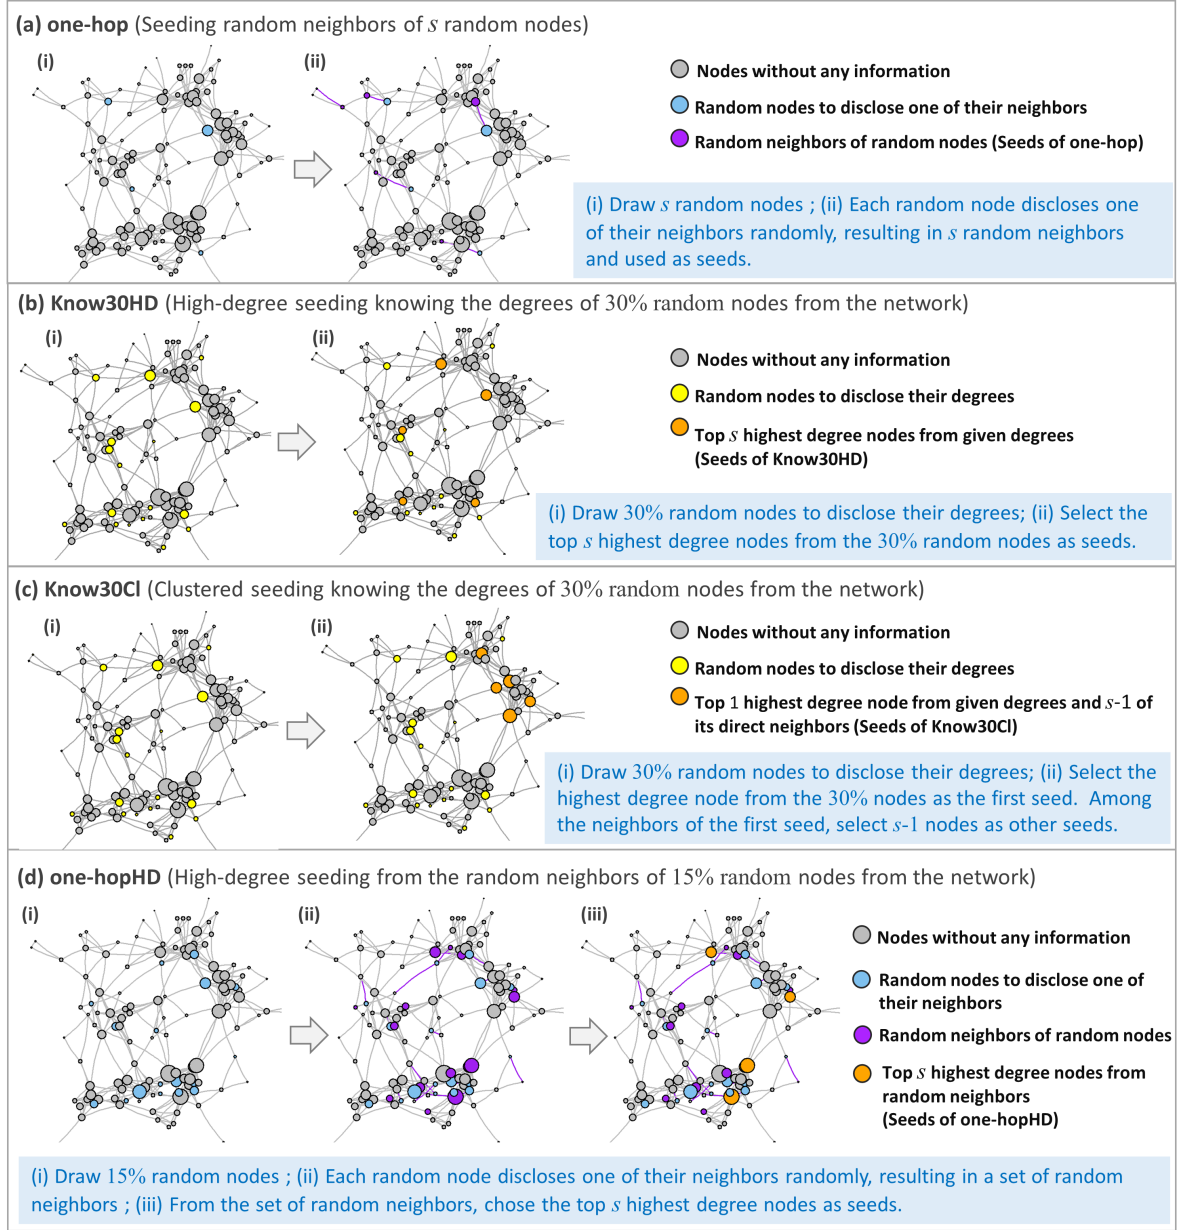 (a) one-hop (Seeding random neighbors of s random nodes)
(i)
(ii)
Nodes without any information
Random nodes to disclose one of their neighbors
Random neighbors of random nodes (Seeds of one-hop)
(i) Draw s random nodes ; (ii) Each random node discloses one
of their neighbors randomly, resulting in s random neighbors
and used as seeds.
(b) Know30HD (High-degree seeding knowing the degrees of 30% random nodes from the network)
(i)
(ii)
Nodes without any information
Random nodes to disclose their degrees
Top s highest degree nodes from given degrees
(Seeds of Know30HD)
(i) Draw 30% random nodes to disclose their degrees; (ii) Select the
top s highest degree nodes from the 30% random nodes as seeds.
(c) Know30Cl (Clustered seeding knowing the degrees of 30% random nodes from the network)
(i)
(ii)
Nodes without any information
Random nodes to disclose their degrees
Top 1 highest degree node from given degrees and s-1 of
its direct neighbors (Seeds of Know30Cl)
(i) Draw 30% random nodes to disclose their degrees; (ii) Select the
highest degree node from the 30% nodes as the first seed. Among
the neighbors of the first seed, select s-1 nodes as other seeds.
(d) one-hopHD (High-degree seeding from the random neighbors of 15% random nodes from the network)
(i)
(ii)
(iii)
Nodes without any information
Random nodes to disclose one of
their neighbors
Random neighbors of random nodes
Top s highest degree nodes from
random neighbors
(Seeds of one-hopHD)
(i) Draw 15% random nodes ; (ii) Each random node discloses one of their neighbors randomly, resulting in a set of random
neighbors ; (iii) From the set of random neighbors, chose the top s highest degree nodes as seeds.